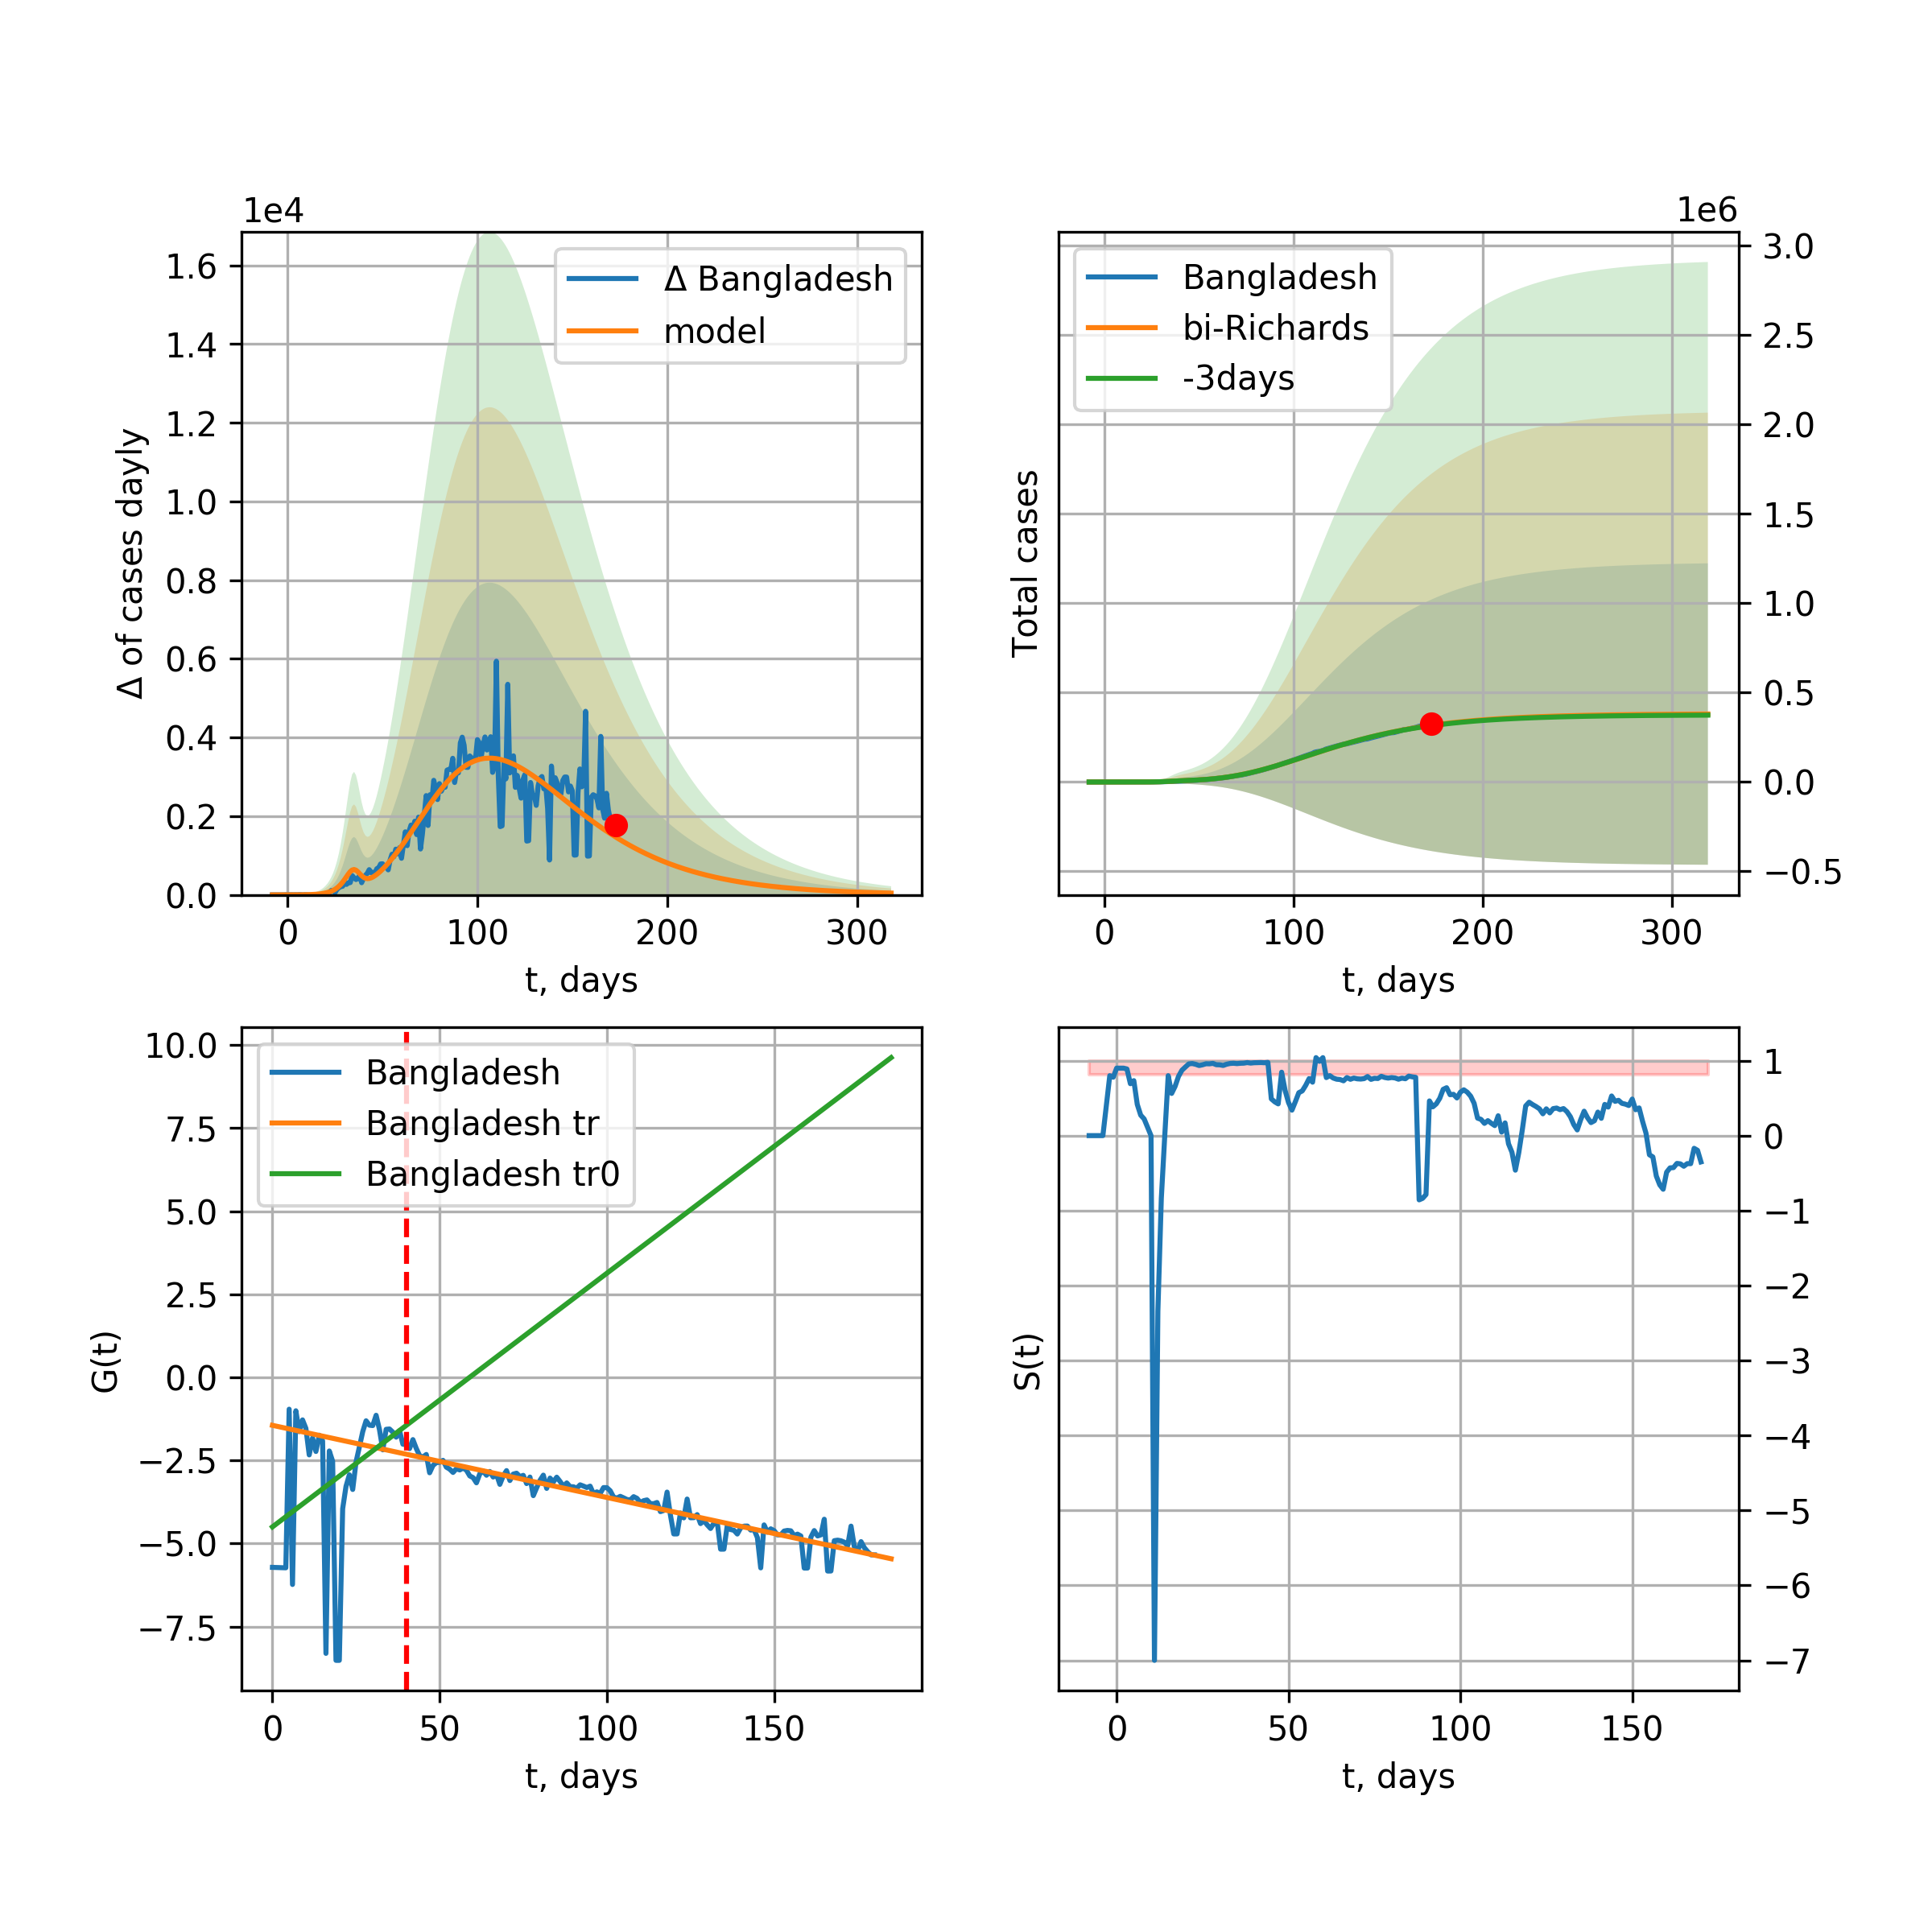 1e4
1.6
1.4
1.2
1.0
0.8
0.6
0.4
0.2
0.0
Δ of cases dayly
Δ Bangladesh
model
0 100 200 300
t, days
1e6
3.0
2.5
2.0
1.5
1.0
0.5
0.0
−0.5
Total cases
Bangladesh
bi-Richards
-3days
0 100 200 300
t, days
10.0
7.5
5.0
2.5
0.0
−2.5
−5.0
−7.5
G(t)
Bangladesh
Bangladesh tr
Bangladesh tr0
0 50 100 150
t, days
1
0
−1
−2
−3
−4
−5
−6
−7
S(t)
0 50 100 150
t, days